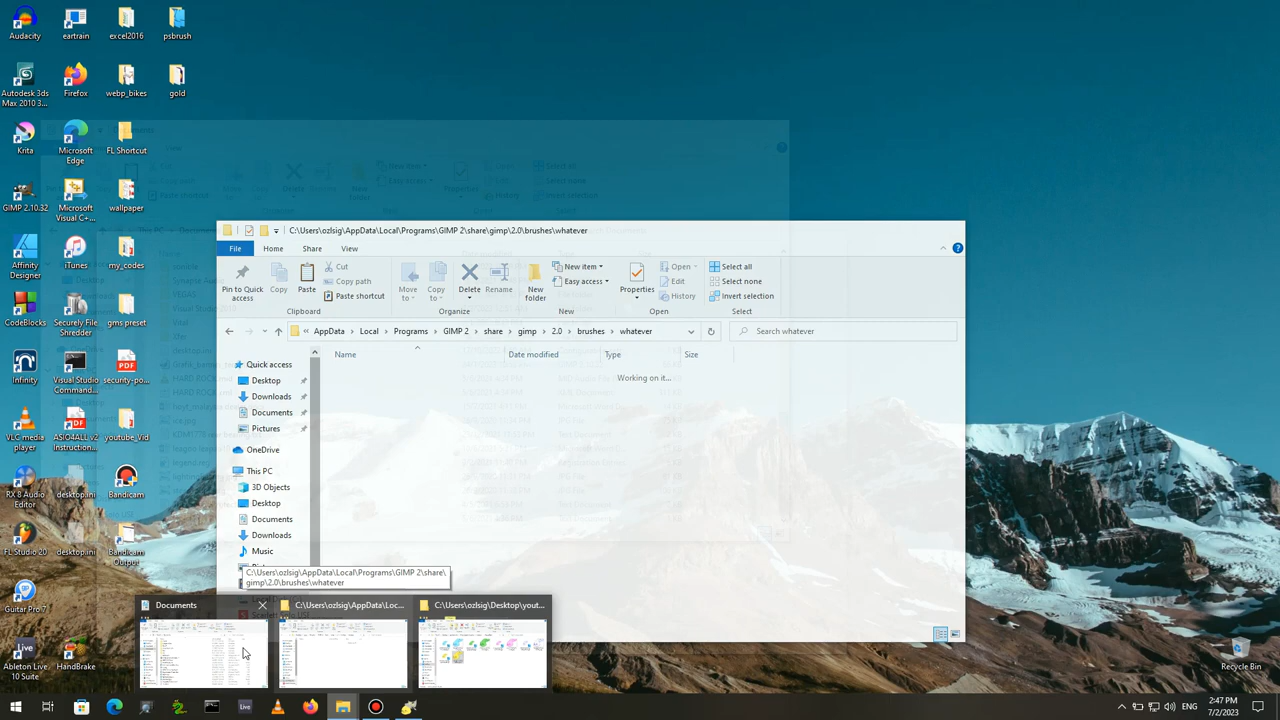 Audacity
eartrain
excel2016
psbrush
Autodesk 3ds
Max 2010 3...
Firefox
webp_bikes
gold
Krita
Microsoft
Edge
FL Shortcut
GIMP 2.10.32
Microsoft
Visual C+...
wallpaper
Affinity
Designer
iTunes
my_codes
CodeBlocks
Securely File
Shredder
gms preset
Infinity
Visual Studio
Command...
security-po...
VLC media
player
ASIO4ALL v2
Instruction...
youtube_Vid
RX 8 Audio
Editor
desktop.ini
Bandicam
FL Studio 20
desktop.ini
Bandicam
Output
Guitar Pro 7
Ableton Live
Suite
HandBrake
Recycle Bin
C:\Users\ozlsig\AppData\Local\Programs\GIMP 2\share\gimp\2.0\brushes\whatever
File
Home
Share
View
Pin to Quick
access
Copy
Paste
Cut
Copy path
Paste shortcut
Clipboard
Move
to
Copy
to
Delete
Rename
Organize
New
folder
New item
Easy access
New
Properties
Open
Edit
History
Open
Select all
Select none
Invert selection
Select
« AppData > Local > Programs > GIMP 2 > share > gimp > 2.0 > brushes > whatever
Search whatever
Name
Date modified
Type
Size
Working on it...
Quick access
Desktop
Downloads
Documents
Pictures
OneDrive
This PC
3D Objects
Desktop
Documents
Downloads
Music
C:\Users\ozlsig\AppData\Local\Programs\GIMP 2\share\
gimp\2.0\brushes\whatever
Documents
C:\Users\ozlsig\AppData\Loc...
C:\Users\ozlsig\Desktop\yout...
Live
ENG
2:47 PM
7/2/2023